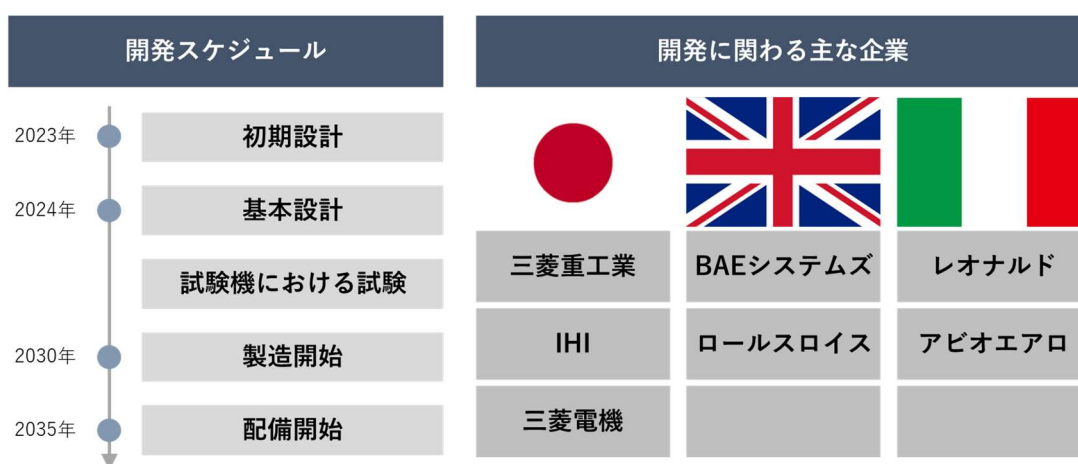 開発スケジュール
2023年
初期設計
2024年
基本設計
試験機における試験
2030年
製造開始
2035年
配備開始
開発に関わる主な企業
三菱重工業
BAEシステムズ
レオナルド
IHI
ロールスロイス
アビオエアロ
三菱電機